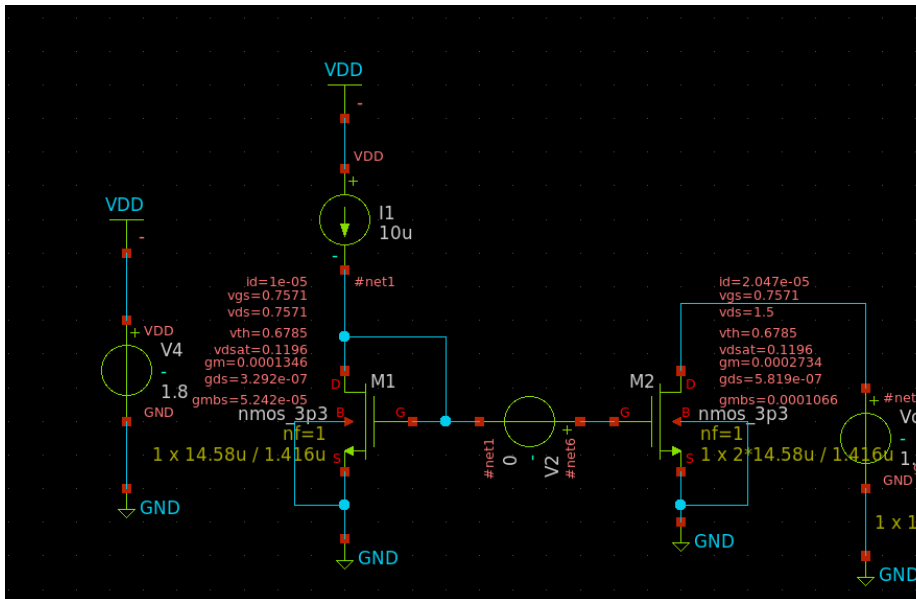 VDD
-
VDD
+
I1
10u
-
#net1
VDD
-
VDD
+
V4
-
1.8
GND
GND
id=1e-05
vgs=0.7571
vds=0.7571
vth=0.6785
vdsat=0.1196
gm=0.0001346
gds=3.292e-07
gmbs=5.242e-05
D
M1
B
G
nmos_3p3
nf=1
1 x 14.58u / 1.416u
S
GND
#net1
0
-
V2
+
#net6
id=2.047e-05
vgs=0.7571
vds=1.5
vth=0.6785
vdsat=0.1196
gm=0.0002734
gds=5.819e-07
gmbs=0.0001066
M2
D
G
B
nmos_3p3
nf=1
1 x 2*14.58u / 1.416u
S
GND
#net
+
-
1.
GND
1 x 1
GND